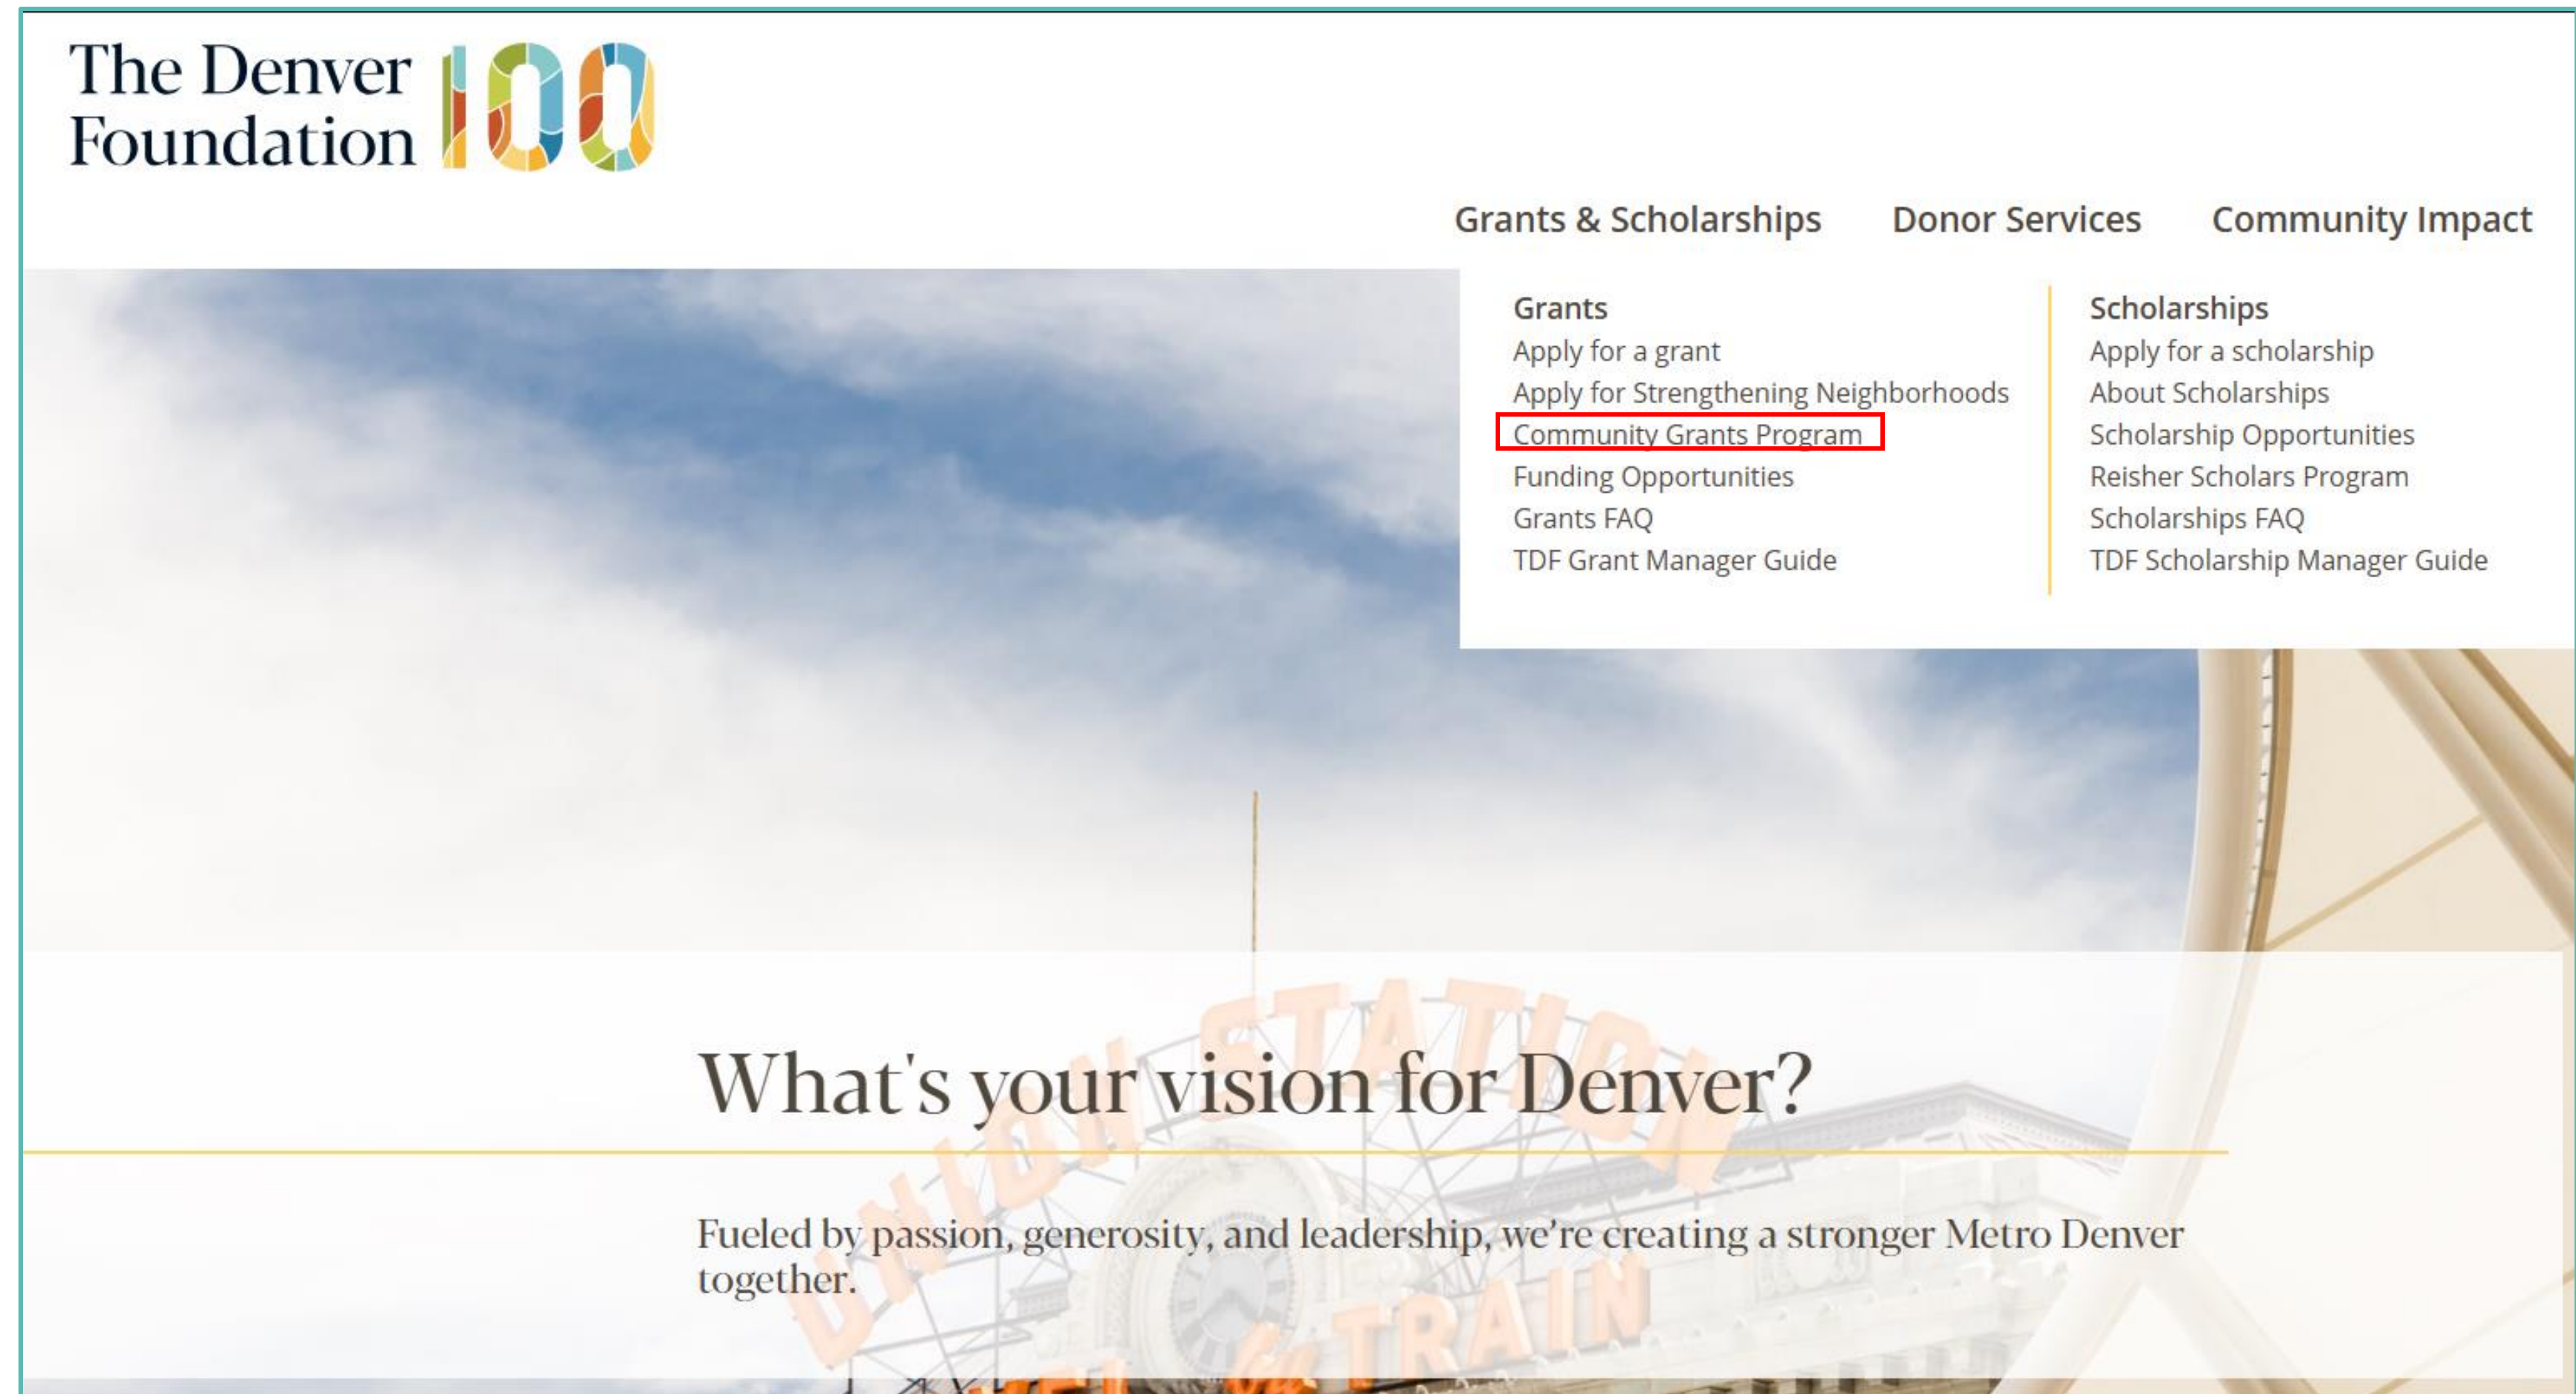 The Denver
Foundation
100
Grants & Scholarships Donor Services Community Impact
Grants
Apply for a grant
Apply for Strengthening Neighborhoods
Community Grants Program
Funding Opportunities
Grants FAQ
TDF Grant Manager Guide
Scholarships
Apply for a scholarship
About Scholarships
Scholarship Opportunities
Reisher Scholars Program
Scholarships FAQ
TDF Scholarship Manager Guide
What's your vision for Denver?
Fueled by passion, generosity, and leadership, we're creating a stronger Metro Denver
together.
UNION STATION
by TRAIN